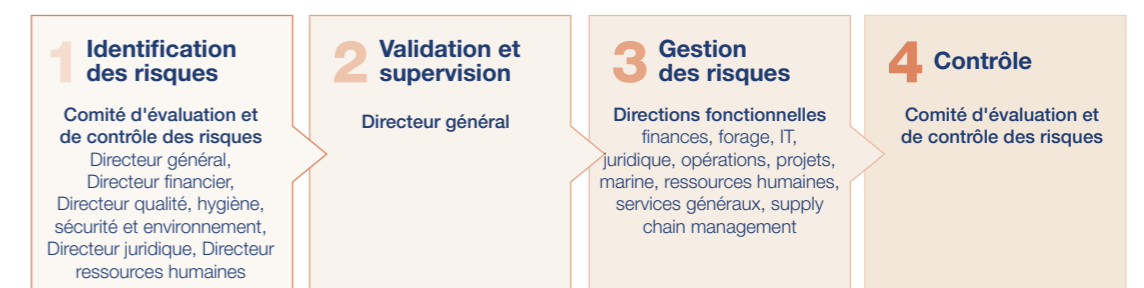 1 Identification
des risques
Comité d'évaluation et
de contrôle des risques
Directeur général,
Directeur financier,
Directeur qualité, hygiène,
sécurité et environnement,
Directeur juridique, Directeur
ressources humaines
2 Validation et
supervision
Directeur général
3 Gestion
des risques
Directions fonctionnelles
finances, forage, IT,
juridique, opérations, projets,
marine, ressources humaines,
services généraux, supply
chain management
4 Contrôle
Comité d'évaluation et
de contrôle des risques